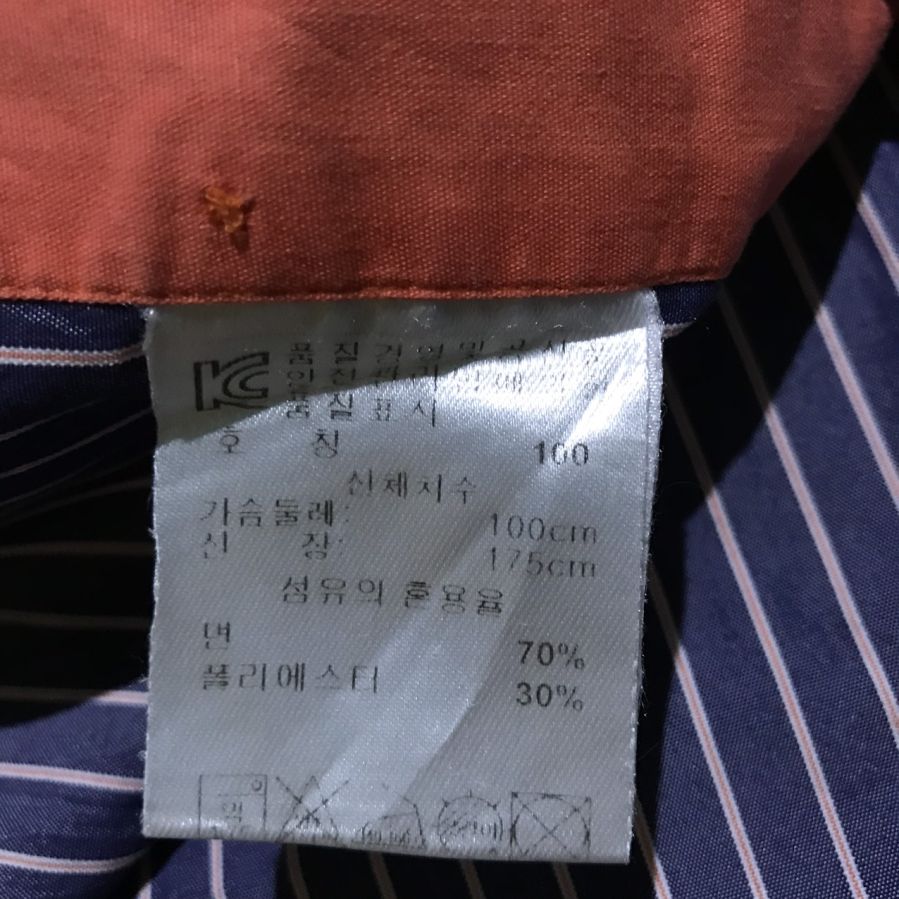 KC 품질경영및공산품
안전관리법에의한
품질표시
호 칭 100
신체치수
가슴둘레: 100cm
신 장: 175cm
섬유의 혼용율
면 70%
폴리에스터 30%